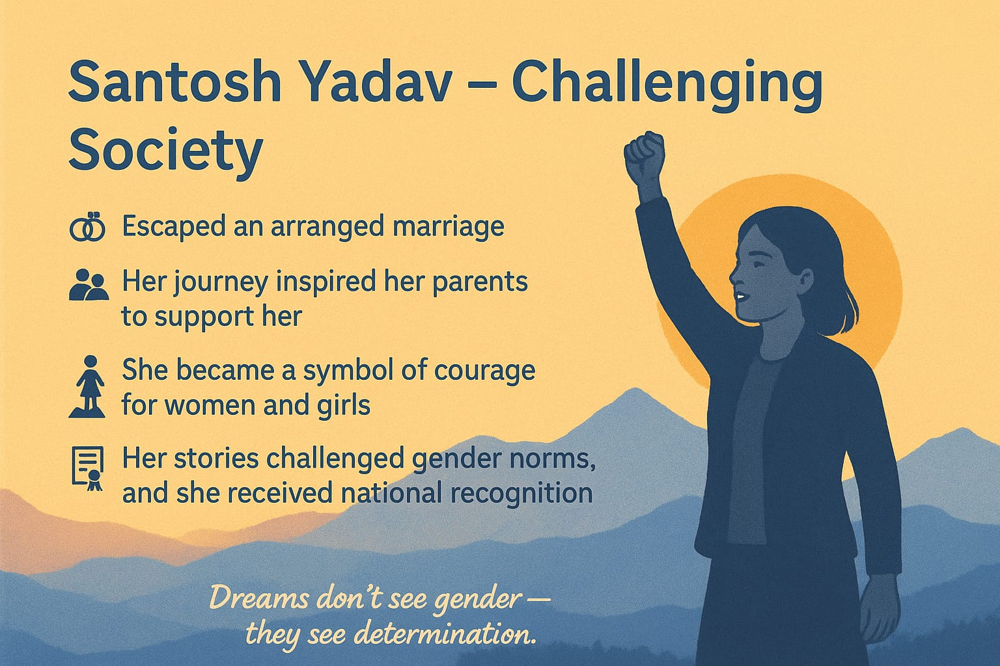 Santosh Yadav – Challenging
Society
Escaped an arranged marriage
Her journey inspired her parents
to support her
She became a symbol of courage
for women and girls
Her stories challenged gender norms,
and she received national recognition
Dreams don't see gender —
they see determination.